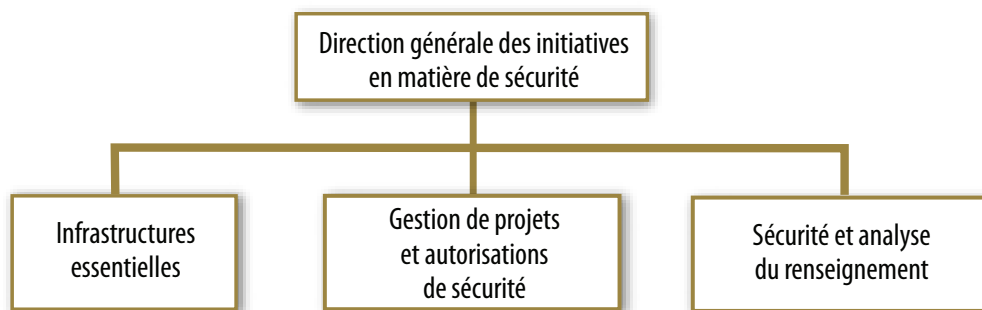 Direction générale des initiatives
en matière de sécurité
Infrastructures
essentielles
Gestion de projets
et autorisations
de sécurité
Sécurité et analyse
du renseignement